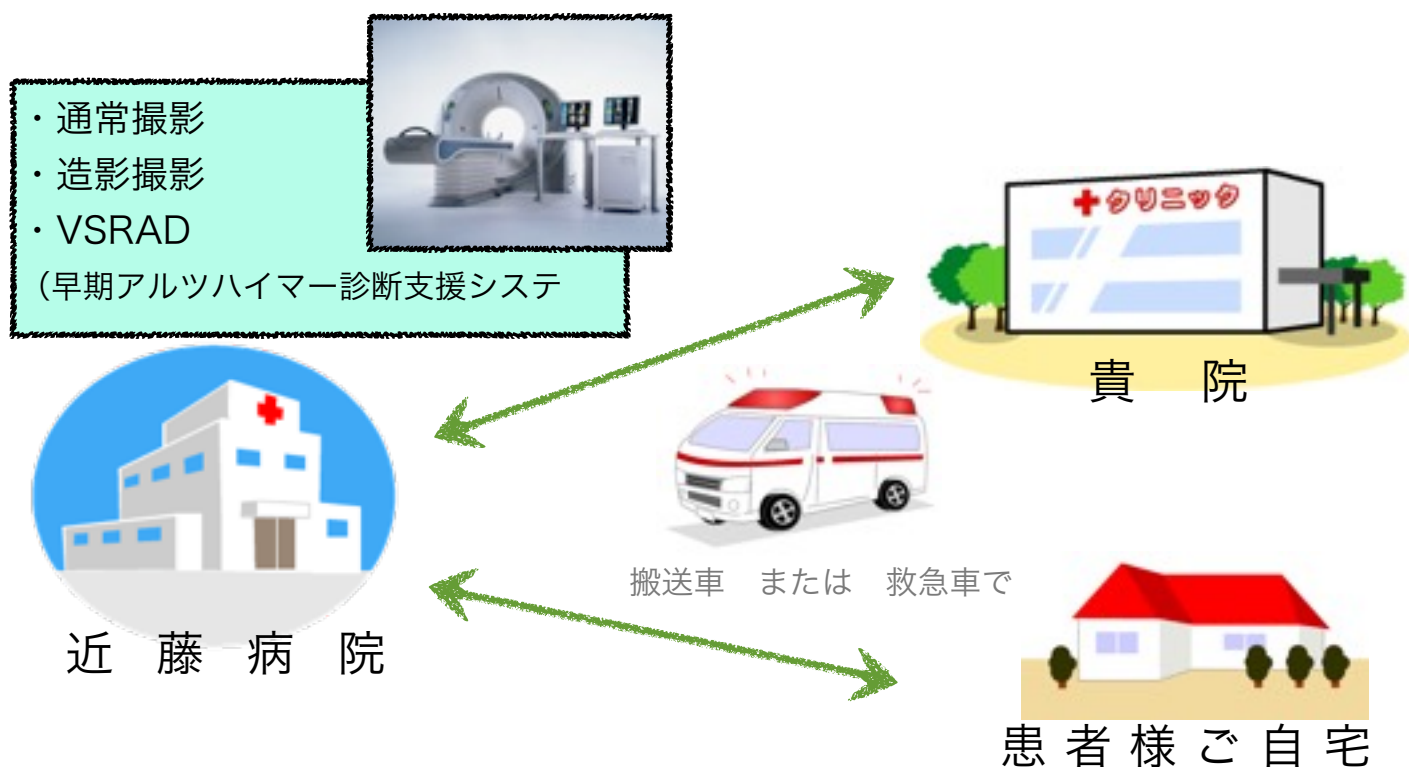 ・通常撮影
・造影撮影
・VSRAD
（早期アルツハイマー診断支援システ
クリニック
貴 院
搬送車 または 救急車で
近 藤 病 院
患 者 様 ご 自 宅